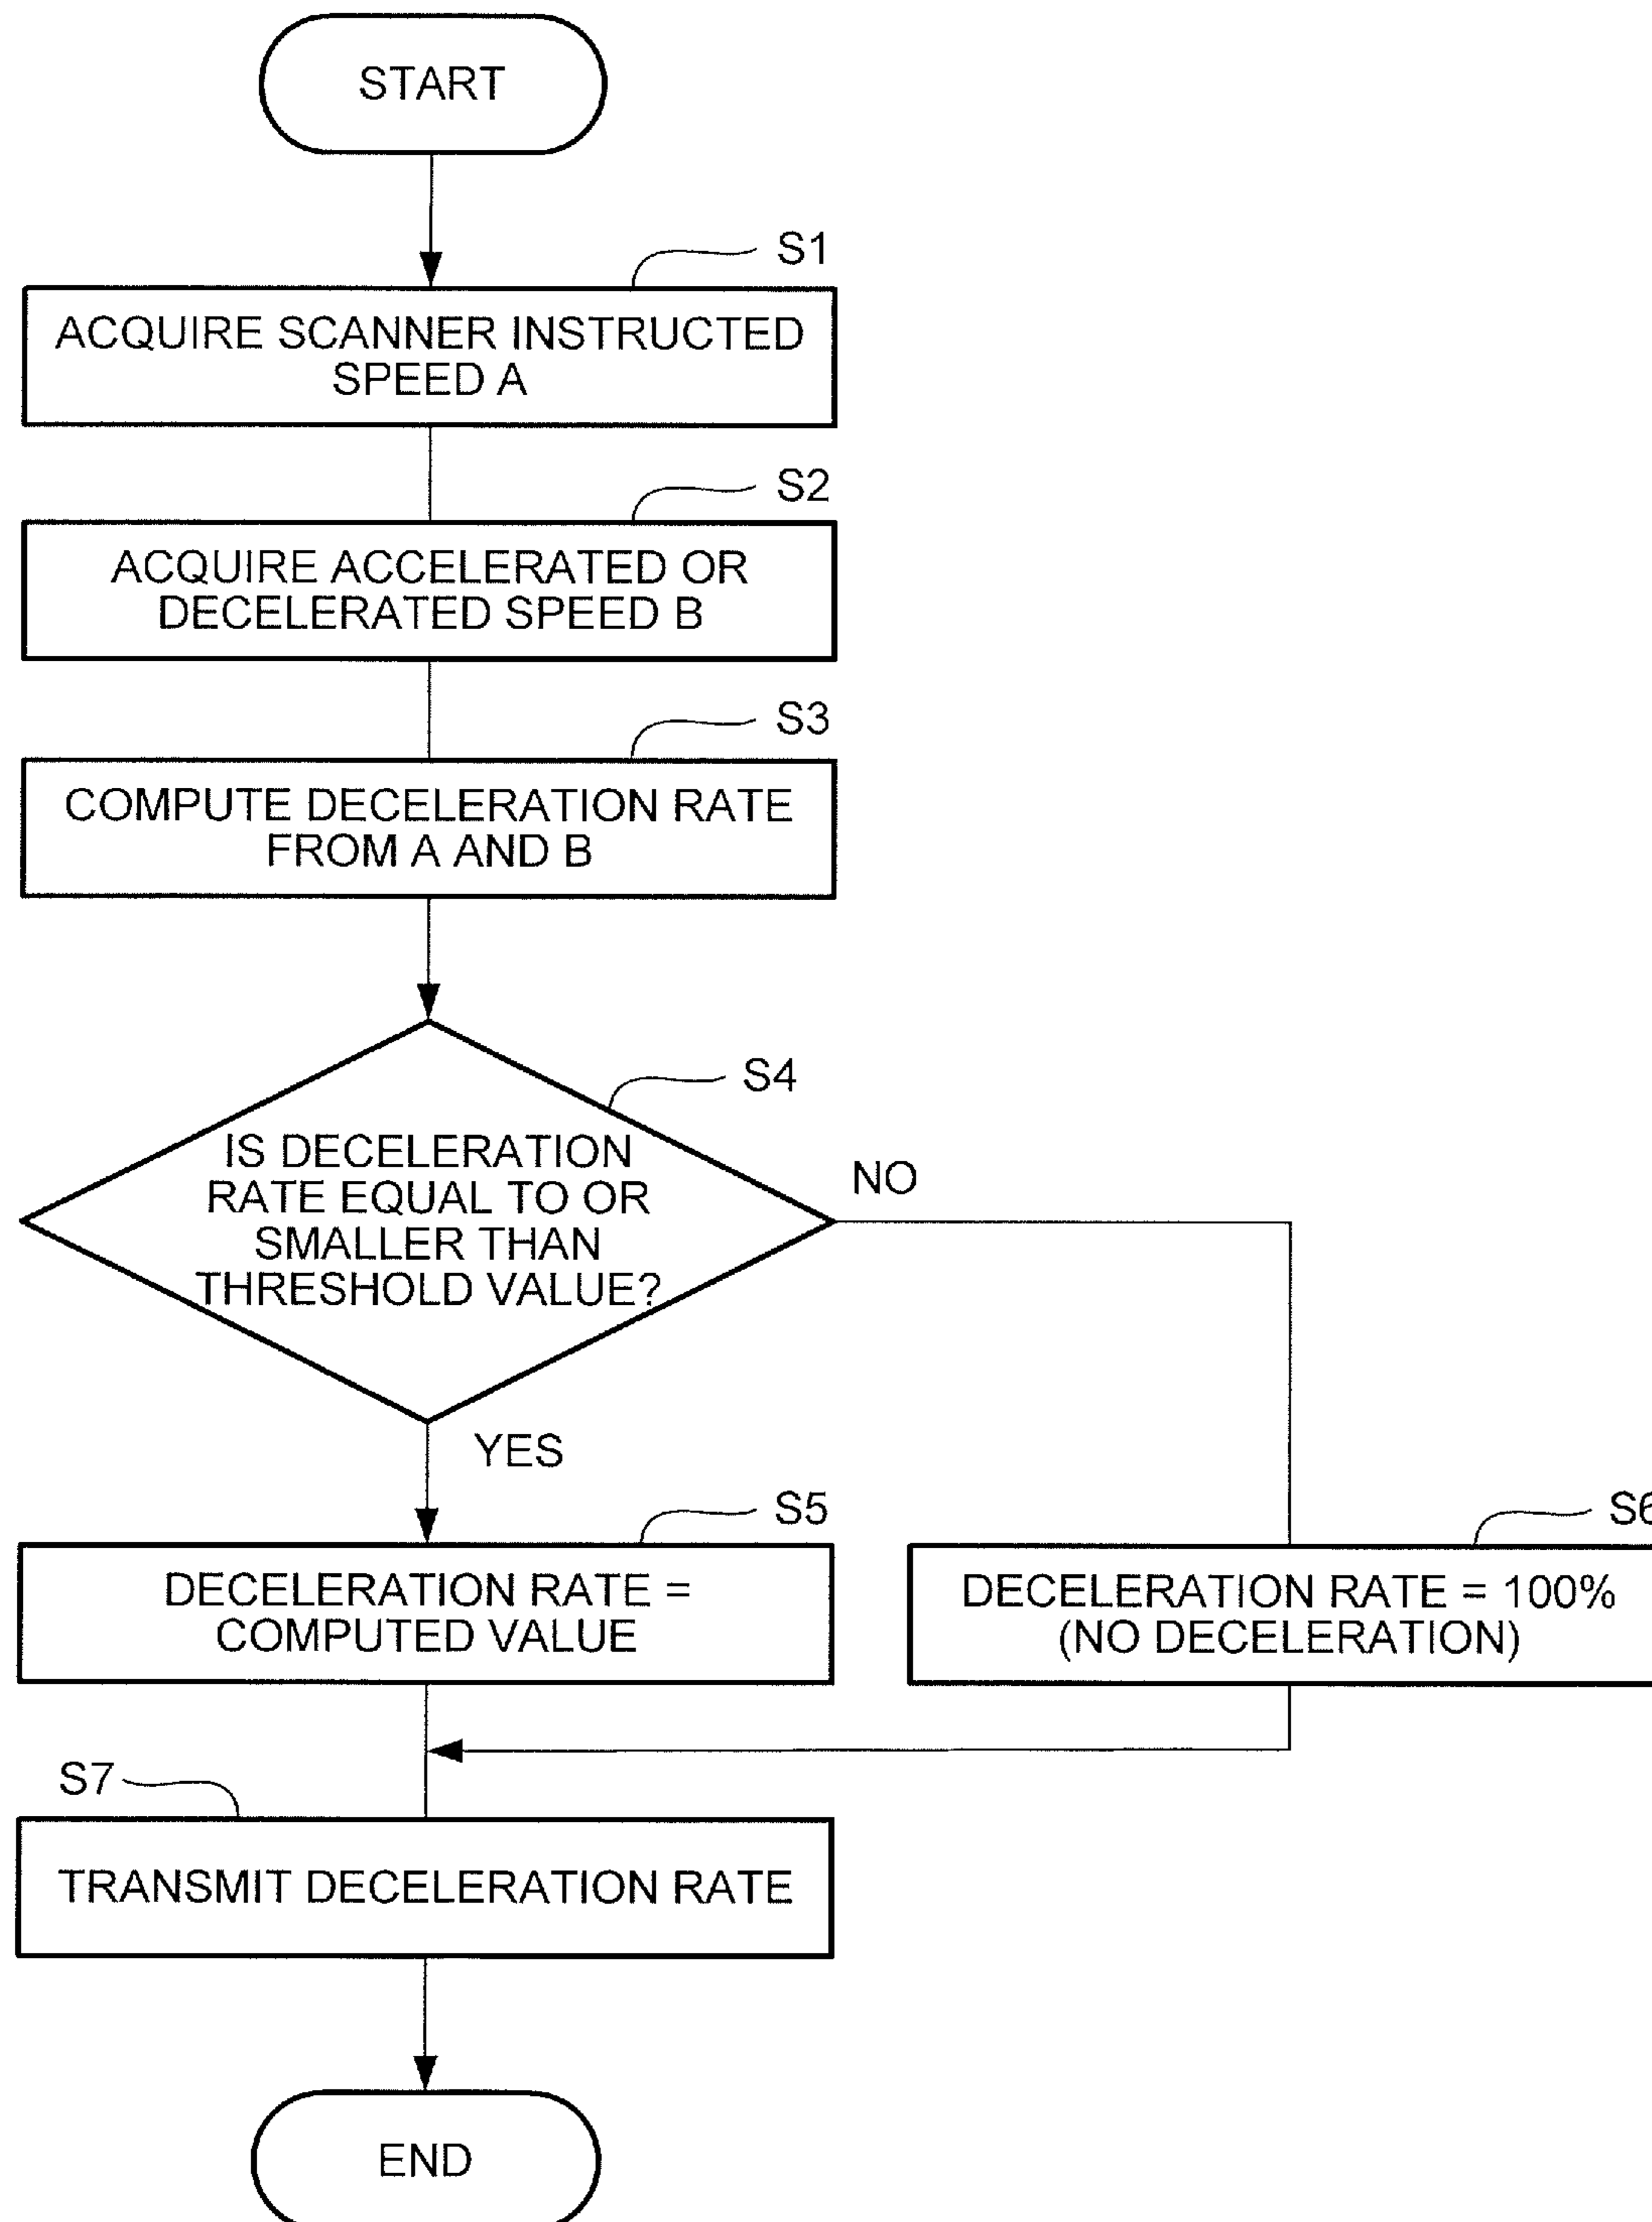 START
S1
ACQUIRE SCANNER INSTRUCTED
SPEED A
S2
ACQUIRE ACCELERATED OR
DECELERATED SPEED B
S3
COMPUTE DECELERATION RATE
FROM A AND B
S4
IS DECELERATION
RATE EQUAL TO OR
SMALLER THAN
THRESHOLD VALUE?
NO
YES
S5
DECELERATION RATE =
COMPUTED VALUE
S6
DECELERATION RATE = 100%
(NO DECELERATION)
S7
TRANSMIT DECELERATION RATE
END